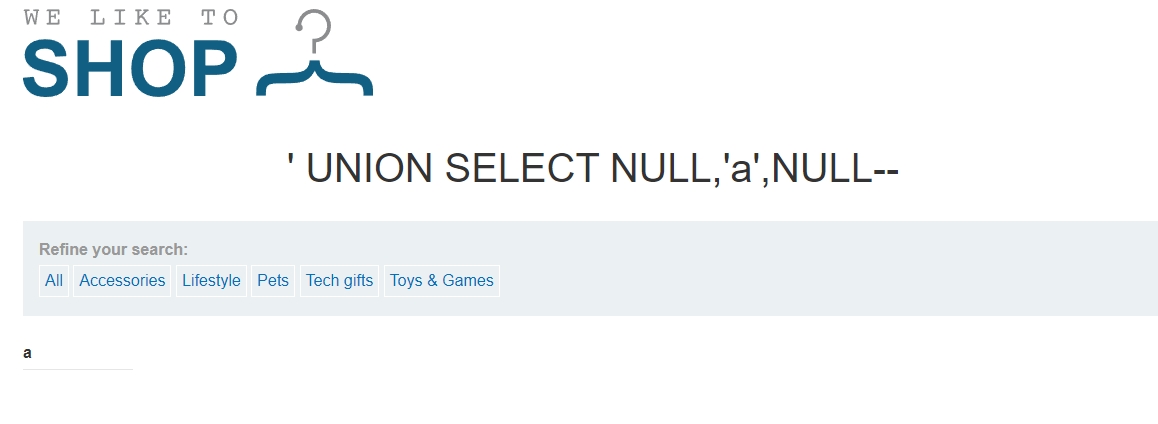 WE LIKE TO
SHOP
' UNION SELECT NULL,'a',NULL--
Refine your search:
All Accessories Lifestyle Pets Tech gifts Toys & Games
a